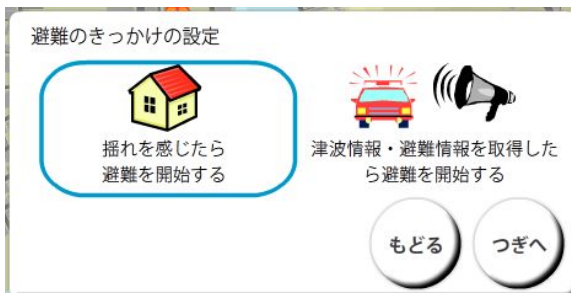 避難のきっかけの設定
揺れを感じたら
避難を開始する
津波情報・避難情報を取得した
ら避難を開始する
もどる
つぎへ